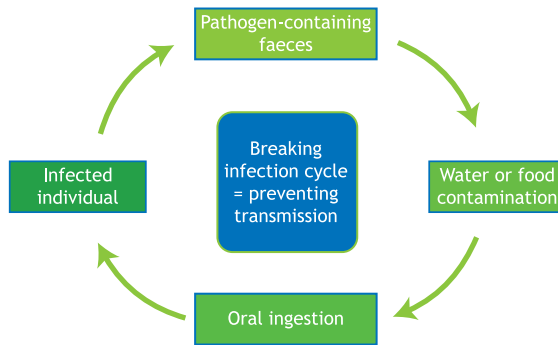 Pathogen-containing
faeces
Breaking
infection cycle
= preventing
transmission
Infected
individual
Water or food
contamination
Oral ingestion